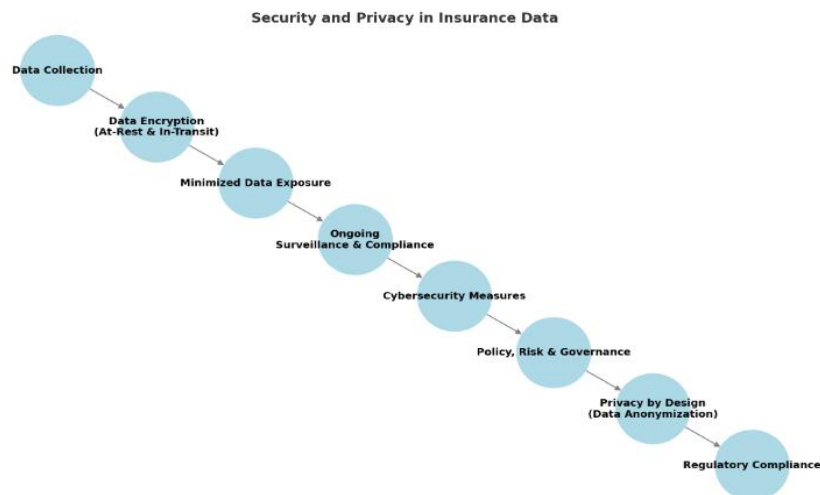 Security and Privacy in Insurance Data
Data Collection
Data Encryption
(At-Rest & In-Transit)
Minimized Data Exposure
Ongoing
Surveillance & Compliance
Cybersecurity Measures
Policy, Risk & Governance
Privacy by Design
(Data Anonymization)
Regulatory Compliance